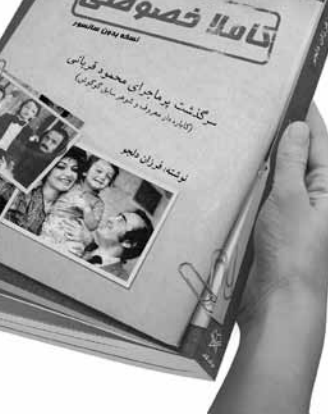 کاملا خصوصی
نسخه بدون سانسور
سرگذشت پرماجرای محمود قربانی
(کاباره دار معروف و شوهر سابق گوگوش)
نوشته: فرزان دلجو